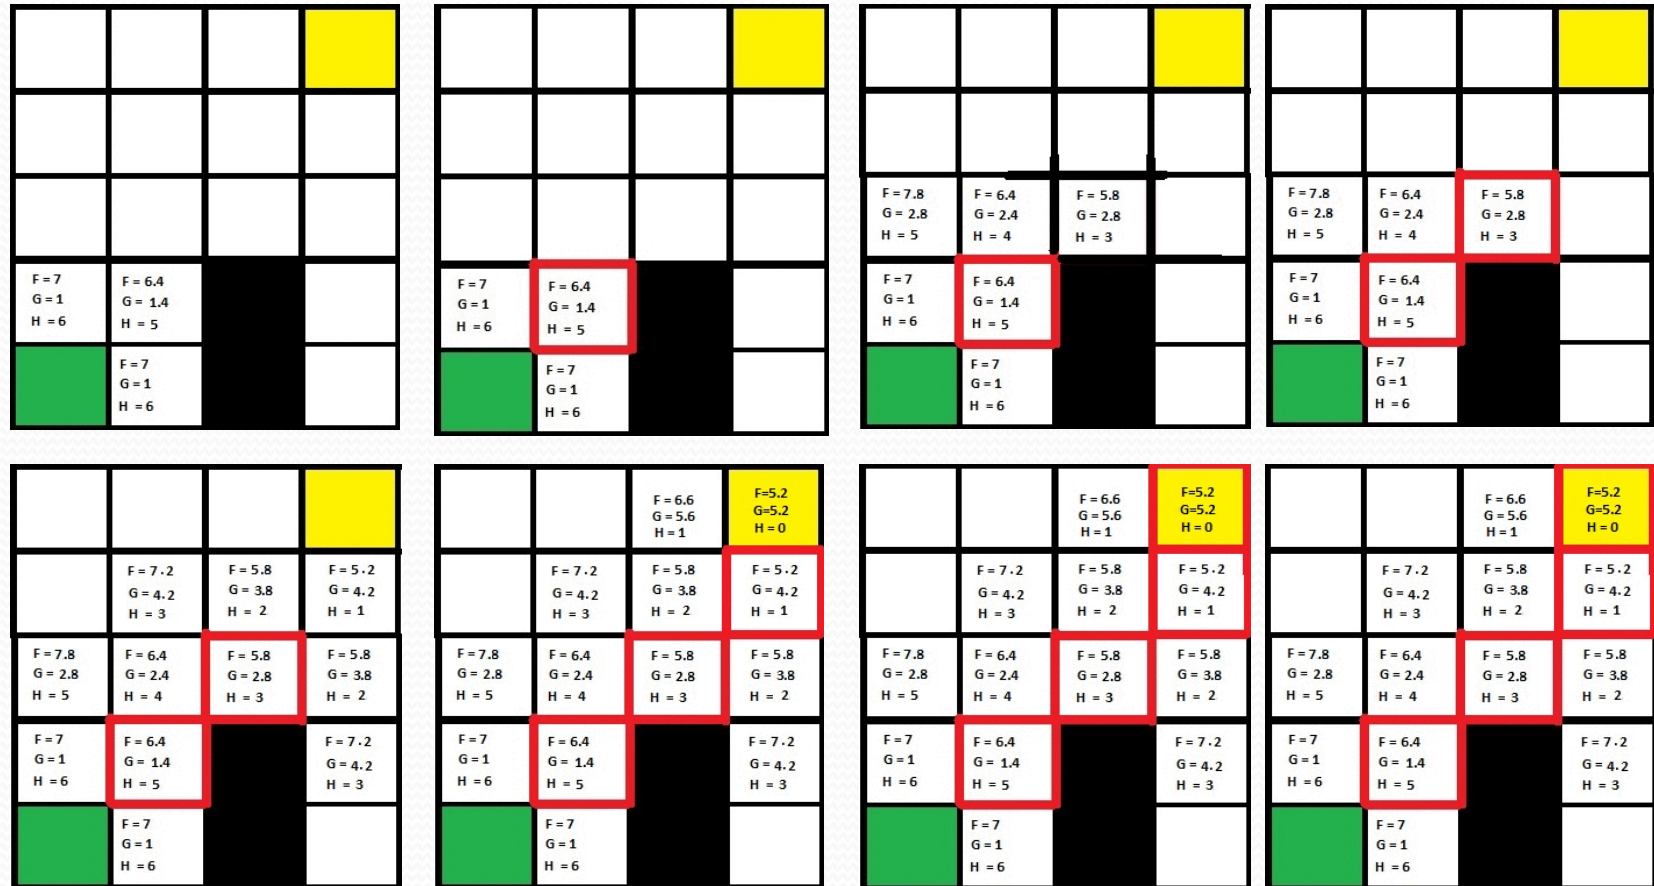 F = 7
G = 1
H = 6
F = 6.4
G = 1.4
H = 5
F = 7
G = 1
H = 6
F = 7
G = 1
H = 6
F = 6.4
G = 1.4
H = 5
F = 7
G = 1
H = 6
F = 7.8
G = 2.8
H = 5
F = 6.4
G = 2.4
H = 4
F = 5.8
G = 2.8
H = 3
F = 7
G = 1
H = 6
F = 6.4
G = 1.4
H = 5
F = 7
G = 1
H = 6
F = 7.8
G = 2.8
H = 5
F = 6.4
G = 2.4
H = 4
F = 5.8
G = 2.8
H = 3
F = 7
G = 1
H = 6
F = 6.4
G = 1.4
H = 5
F = 7
G = 1
H = 6
F = 7.2
G = 4.2
H = 3
F = 5.8
G = 3.8
H = 2
F = 5.2
G = 4.2
H = 1
F = 7.8
G = 2.8
H = 5
F = 6.4
G = 2.4
H = 4
F = 5.8
G = 2.8
H = 3
F = 5.8
G = 3.8
H = 2
F = 7
G = 1
H = 6
F = 6.4
G = 1.4
H = 5
F = 7.2
G = 4.2
H = 3
F = 7
G = 1
H = 6
F = 6.6
G = 5.6
H = 1
F=5.2
G=5.2
H = 0
F = 7.2
G = 4.2
H = 3
F = 5.8
G = 3.8
H = 2
F = 5.2
G = 4.2
H = 1
F = 7.8
G = 2.8
H = 5
F = 6.4
G = 2.4
H = 4
F = 5.8
G = 2.8
H = 3
F = 5.8
G = 3.8
H = 2
F = 7
G = 1
H = 6
F = 6.4
G = 1.4
H = 5
F = 7.2
G = 4.2
H = 3
F = 7
G = 1
H = 6
F = 6.6
G = 5.6
H = 1
F=5.2
G=5.2
H = 0
F = 7.2
G = 4.2
H = 3
F = 5.8
G = 3.8
H = 2
F = 5.2
G = 4.2
H = 1
F = 7.8
G = 2.8
H = 5
F = 6.4
G = 2.4
H = 4
F = 5.8
G = 2.8
H = 3
F = 5.8
G = 3.8
H = 2
F = 7
G = 1
H = 6
F = 6.4
G = 1.4
H = 5
F = 7.2
G = 4.2
H = 3
F = 7
G = 1
H = 6
F = 6.6
G = 5.6
H = 1
F=5.2
G=5.2
H = 0
F = 7.2
G = 4.2
H = 3
F = 5.8
G = 3.8
H = 2
F = 5.2
G = 4.2
H = 1
F = 7.8
G = 2.8
H = 5
F = 6.4
G = 2.4
H = 4
F = 5.8
G = 2.8
H = 3
F = 5.8
G = 3.8
H = 2
F = 7
G = 1
H = 6
F = 6.4
G = 1.4
H = 5
F = 7.2
G = 4.2
H = 3
F = 7
G = 1
H = 6